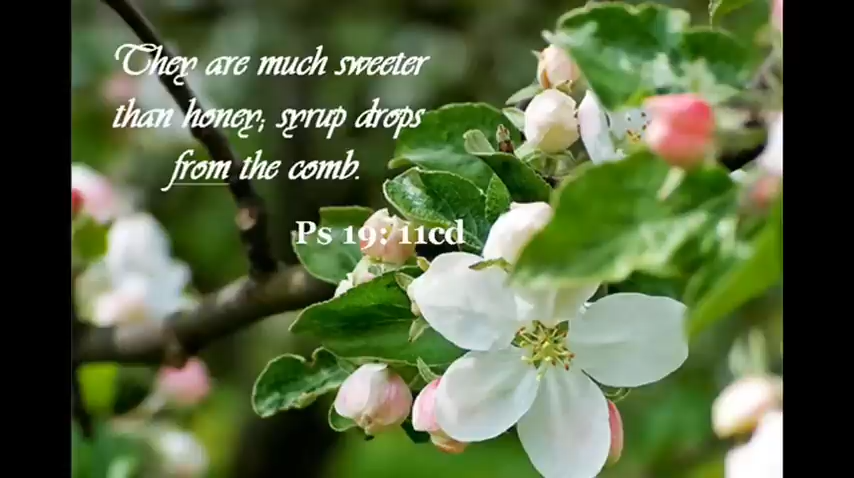 They are much sweeter
than honey; syrup drops
from the comb.
Ps 19: 11cd